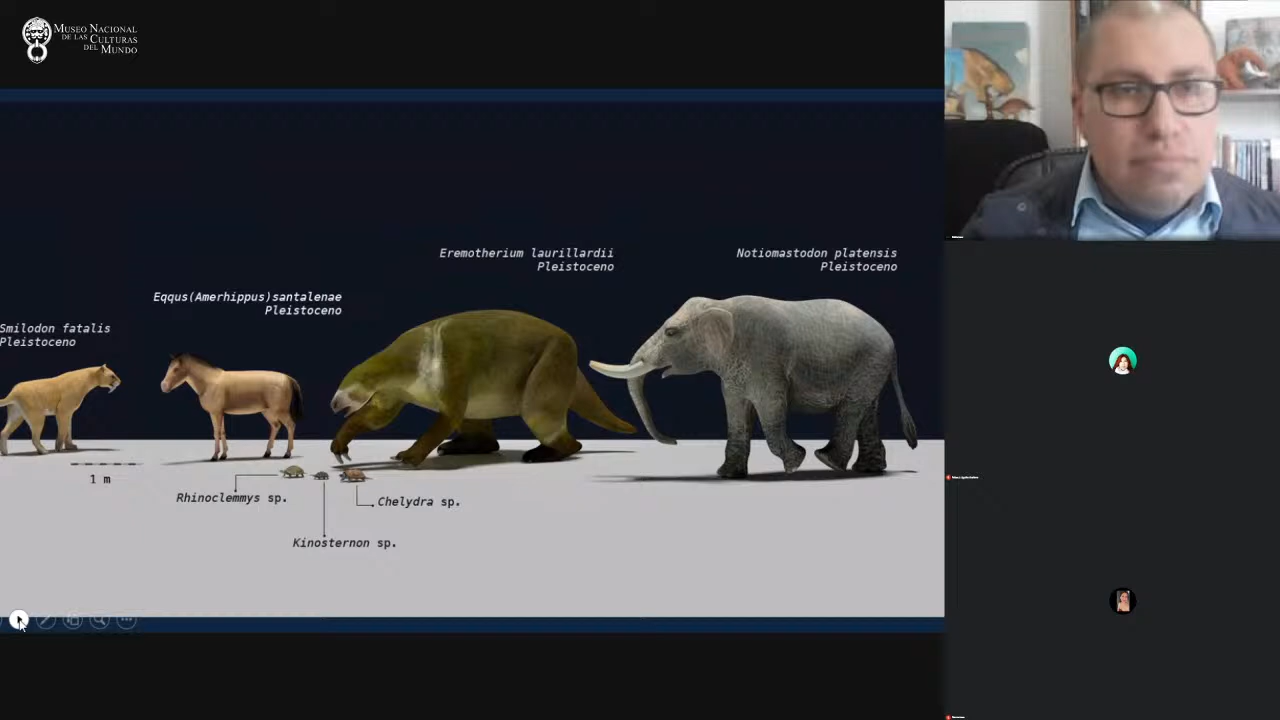 MUSEO NACIONAL
DE LAS CULTURAS
DEL MUNDO
Eremotherium laurillardii
Pleistoceno
Notiomastodon platensis
Pleistoceno
Eqqus(Amerhippus)santalenae
Pleistoceno
Smilodon fatalis
Pleistoceno
1 m
Rhinoclemmys sp.
Chelydra sp.
Kinosternon sp.